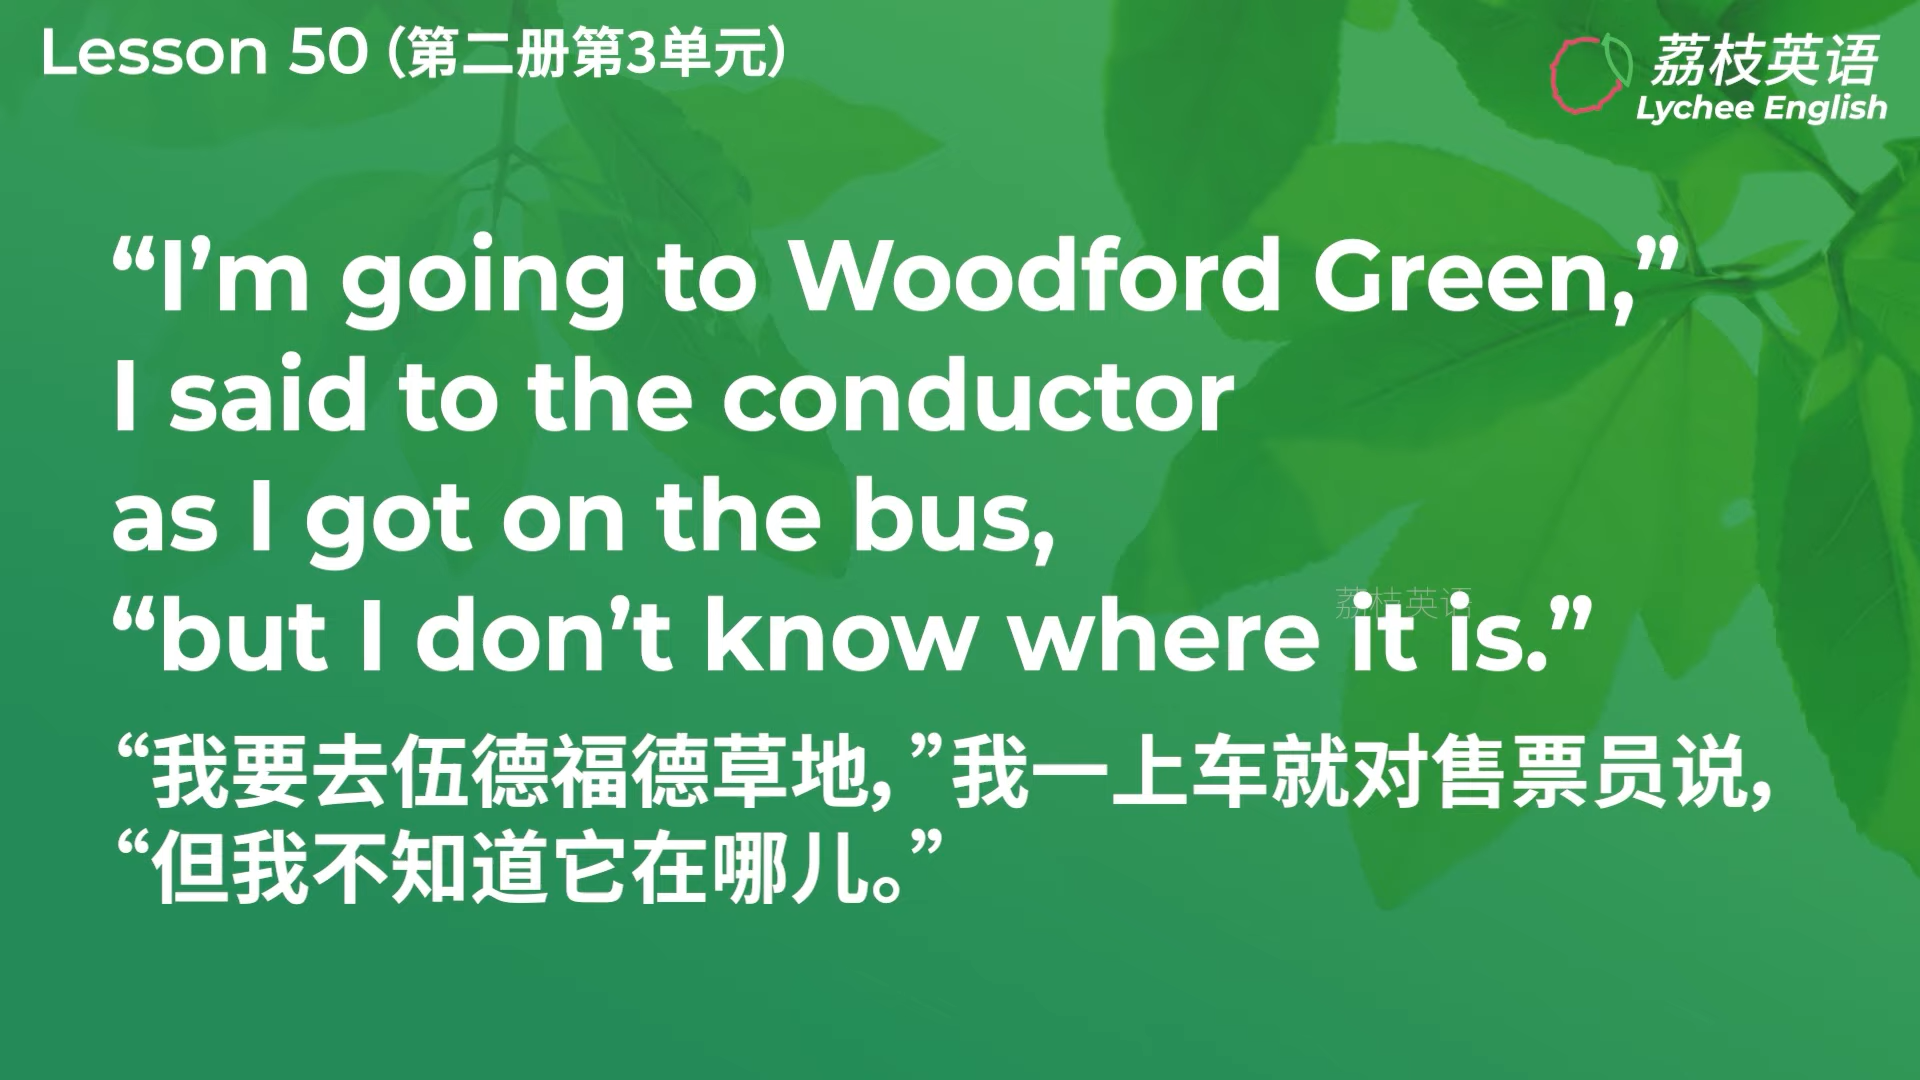 Lesson 50（第二册第3单元）
荔枝英语
Lychee English
“I’m going to Woodford Green,”
I said to the conductor
as I got on the bus,
“but I don’t know where it is.”
荔枝英语
“我要去伍德福德草地，”我一上车就对售票员说，
“但我不知道它在哪儿。”